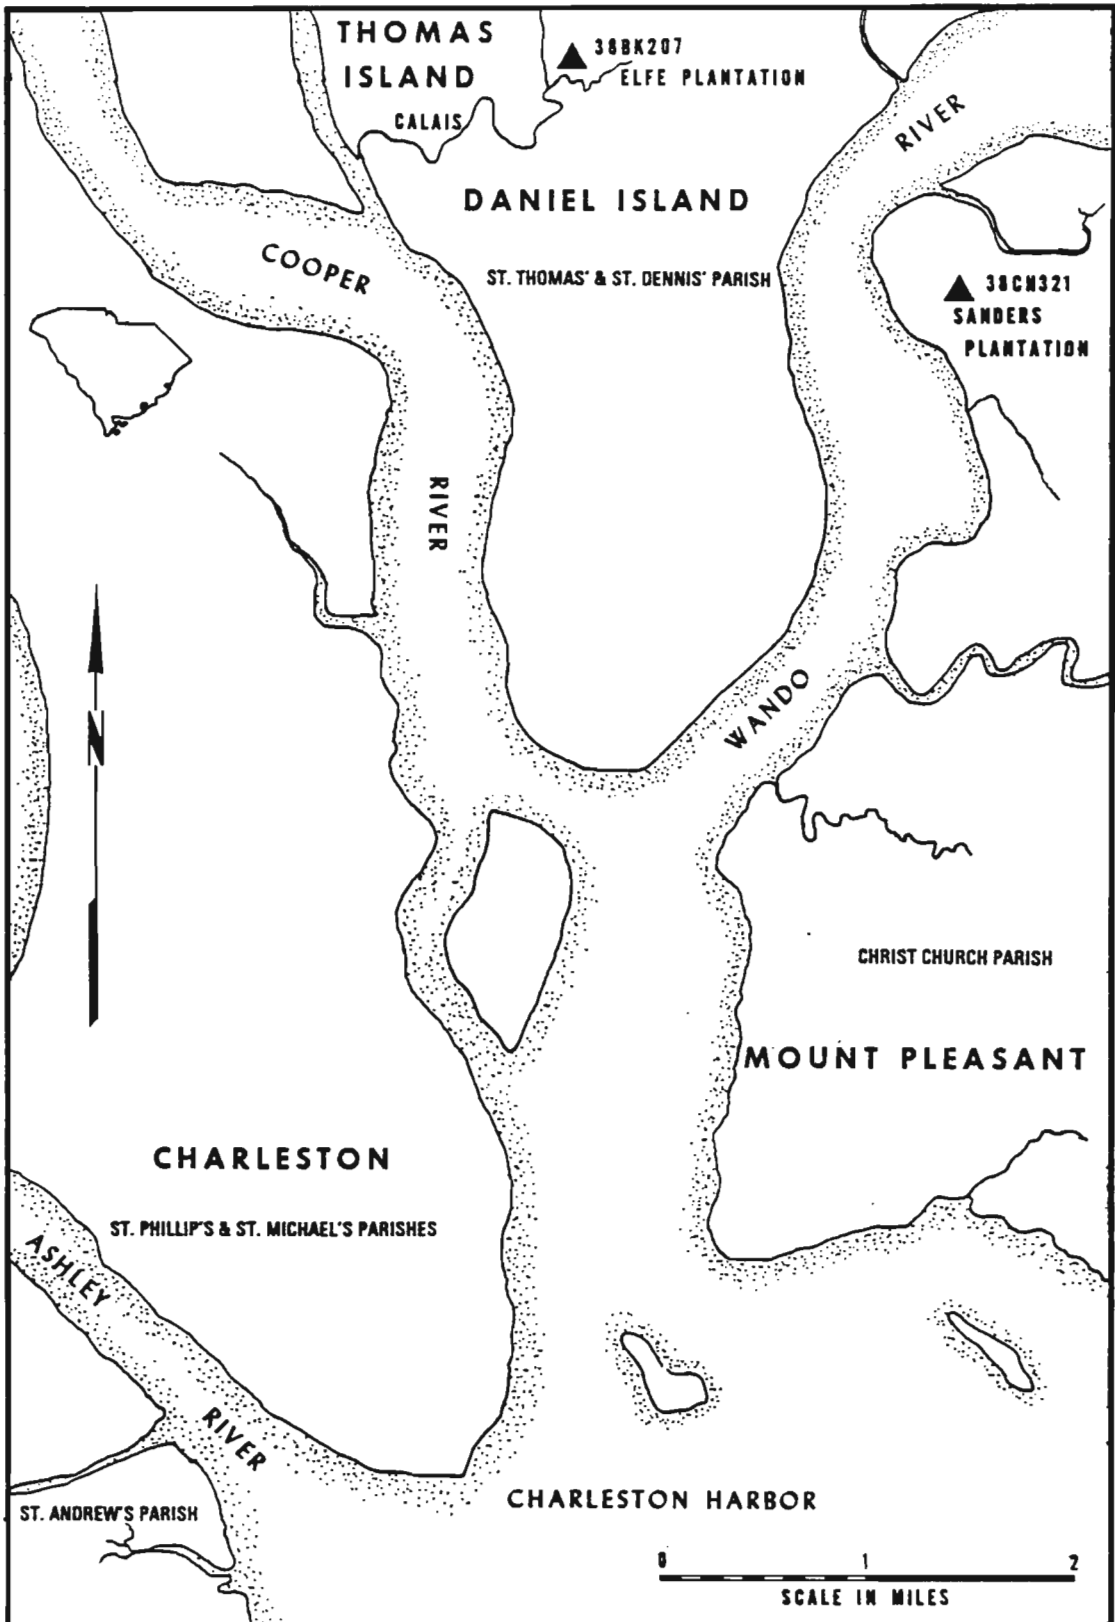 THOMAS
ISLAND
38BK207
ELFE PLANTATION
CALAIS
RIVER
DANIEL ISLAND
COOPER
ST. THOMAS' & ST. DENNIS' PARISH
38CH321
SANDERS
PLANTATION
RIVER
N
WANDO
CHRIST CHURCH PARISH
MOUNT PLEASANT
CHARLESTON
ST. PHILLIP'S & ST. MICHAEL'S PARISHES
ASHLEY
RIVER
CHARLESTON HARBOR
ST. ANDREW'S PARISH
0 1 2
SCALE IN MILES